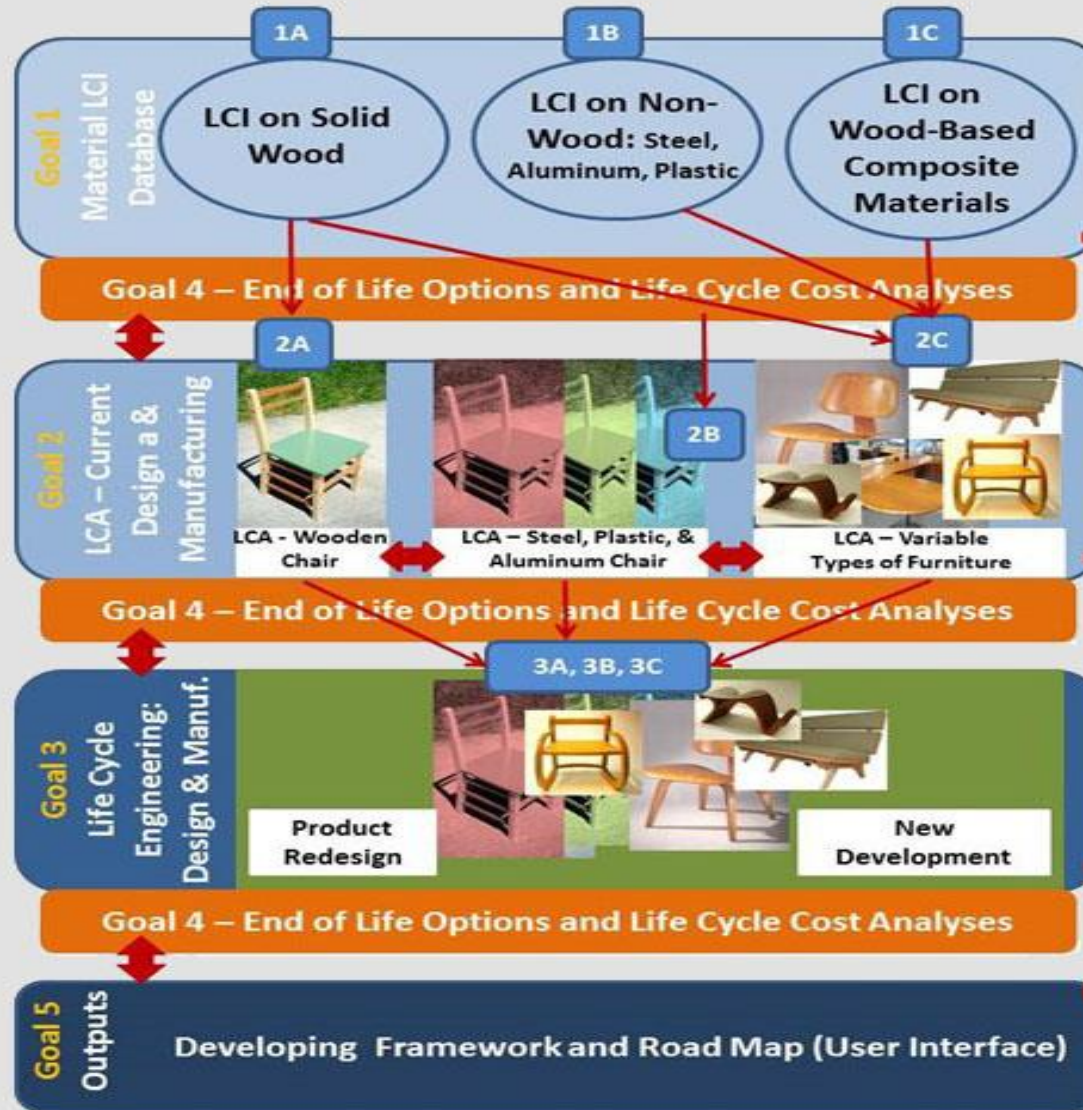 1A
1B
1C
Goal 1
Material LCI
Database
LCI on Solid
Wood
LCI on Non-
Wood: Steel,
Aluminum, Plastic
LCI on
Wood-Based
Composite
Materials
Goal 4 – End of Life Options and Life Cycle Cost Analyses
2A
2B
2C
Goal 2
LCA – Current
Design a &
Manufacturing
LCA - Wooden
Chair
LCA – Steel, Plastic, &
Aluminum Chair
LCA – Variable
Types of Furniture
Goal 4 – End of Life Options and Life Cycle Cost Analyses
3A, 3B, 3C
Goal 3
Life Cycle
Engineering:
Design & Manuf.
Product
Redesign
New
Development
Goal 4 – End of Life Options and Life Cycle Cost Analyses
Goal 5
Outputs
Developing Framework and Road Map (User Interface)